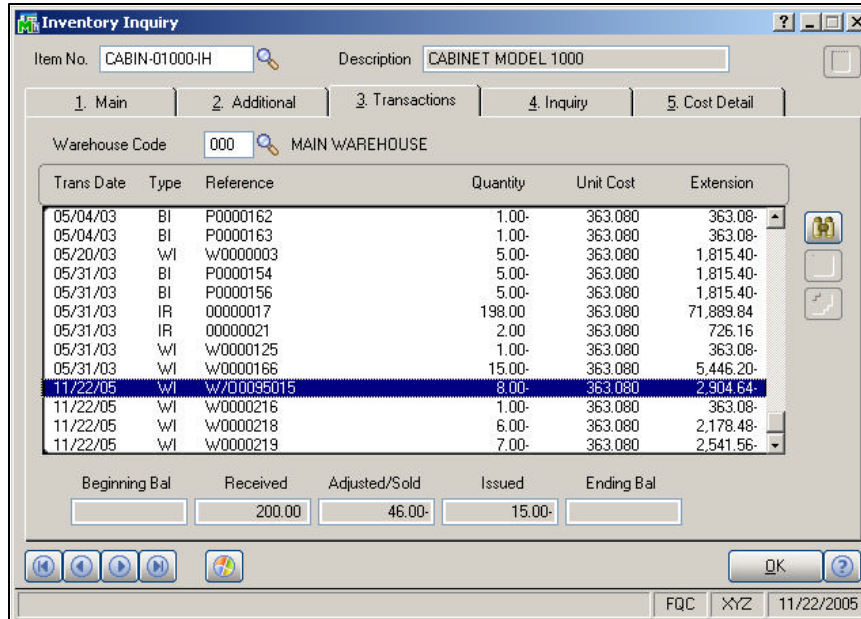 Inventory Inquiry
Item No. CABIN-01000-IH Description CABINET MODEL 1000
1. Main 2. Additional 3. Transactions 4. Inquiry 5. Cost Detail
Warehouse Code 000 MAIN WAREHOUSE
Trans Date Type Reference Quantity Unit Cost Extension
05/04/03 BI P0000162 1.00- 363.080 363.08-
05/04/03 BI P0000163 1.00- 363.080 363.08-
05/20/03 WI W0000003 5.00- 363.080 1,815.40-
05/31/03 BI P0000154 5.00- 363.080 1,815.40-
05/31/03 BI P0000156 5.00- 363.080 1,815.40-
05/31/03 IR 00000017 198.00 363.080 71,889.84
05/31/03 IR 00000021 2.00 363.080 726.16
05/31/03 WI W0000125 1.00- 363.080 363.08-
05/31/03 WI W0000166 15.00- 363.080 5,446.20-
11/22/05 WI W/O0095015 8.00- 363.080 2,904.64-
11/22/05 WI W0000216 1.00- 363.080 363.08-
11/22/05 WI W0000218 6.00- 363.080 2,178.48-
11/22/05 WI W0000219 7.00- 363.080 2,541.56-
Beginning Bal Received Adjusted/Sold Issued Ending Bal
200.00 46.00- 15.00-
OK
FQC XYZ 11/22/2005